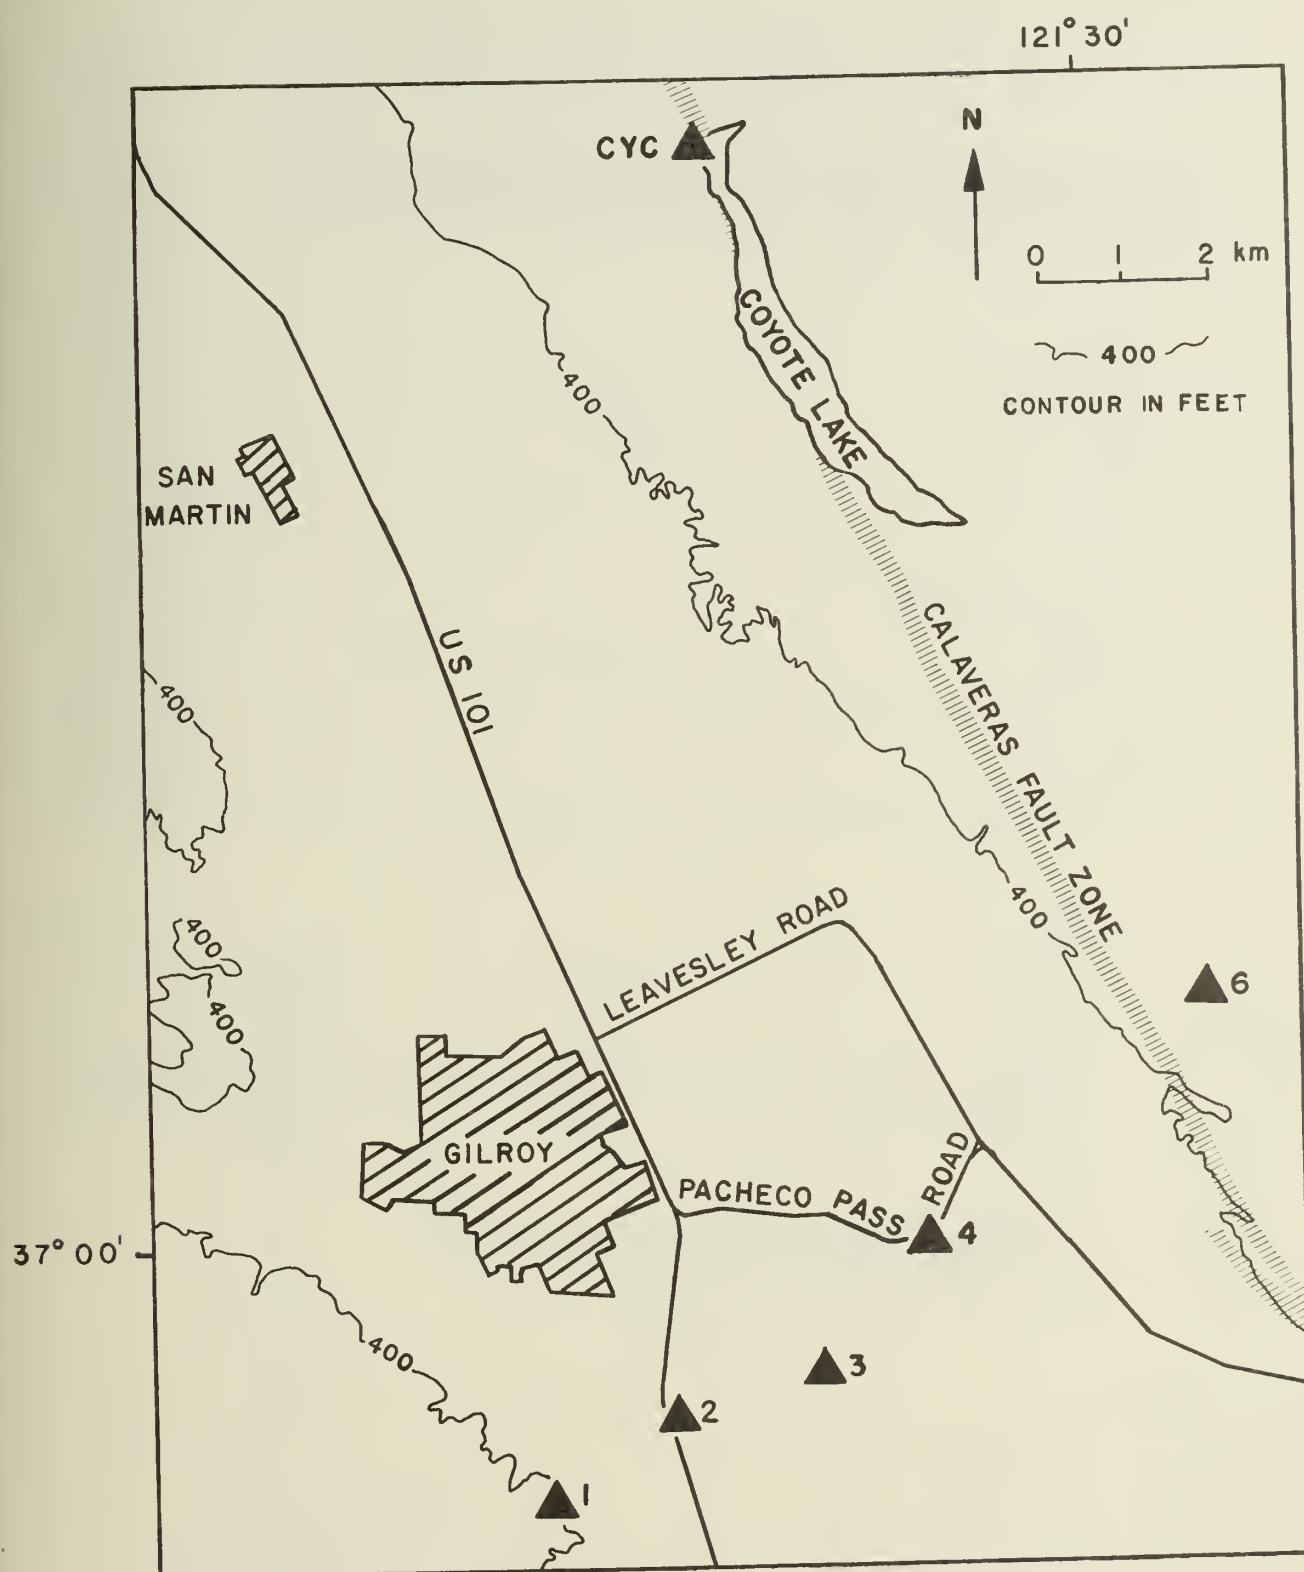 121° 30'
N
CYC
0 1 2 km
400
CONTOUR IN FEET
COYOTE LAKE
400
SAN
MARTIN
US 101
400
CALAVERAS FAULT ZONE
400
400
400
LEAVESLEY ROAD
6
GILROY
PACHECO PASS ROAD
4
37° 00'
400
3
2
1